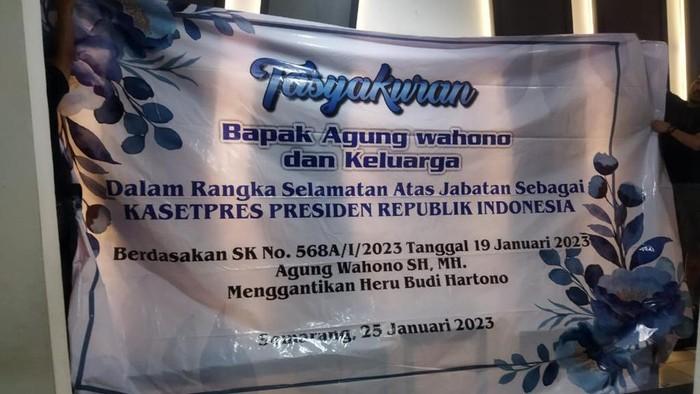 Tasyakuran
Bapak Agung wahono
dan Keluarga
Dalam Rangka Selamatan Atas Jabatan Sebagai
KASETPRES PRESIDEN REPUBLIK INDONESIA
Berdasakan SK No. 568A/I/2023 Tanggal 19 Januari 2023
Agung Wahono SH, MH.
Menggantikan Heru Budi Hartono
Semarang, 25 Januari 2023